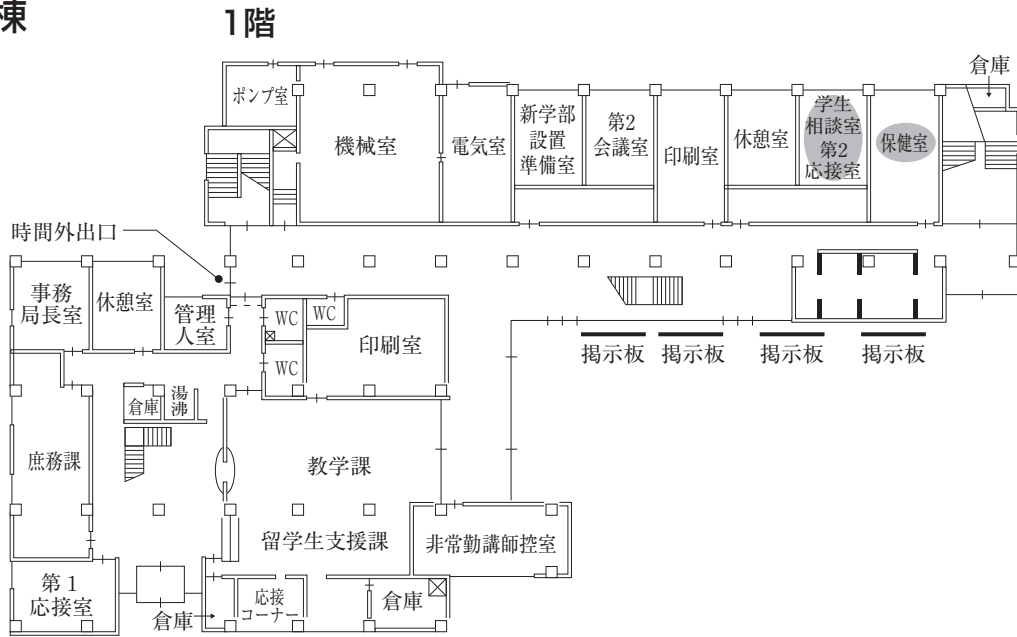 棟
1階
倉庫
ポンプ室
機械室
電気室
新学部
設置
準備室
第2
会議室
印刷室
休憩室
学生
相談室
第2
応接室
保健室
時間外出口
事務
局長室
休憩室
管理
人室
WC
WC
WC
印刷室
掲示板
掲示板
掲示板
掲示板
倉庫
湯
沸
庶務課
教学課
留学生支援課
非常勤講師控室
第1
応接室
倉庫
応接
コーナー
倉庫